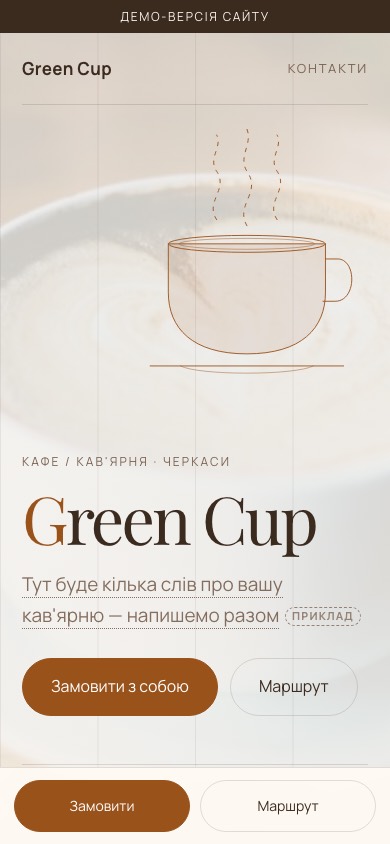 ДЕМО-ВЕРСІЯ САЙТУ
Green Cup
КОНТАКТИ
КАФЕ / КАВ'ЯРНЯ · ЧЕРКАСИ
Green Cup
Тут буде кілька слів про вашу
кав'ярню — напишемо разом ПРИКЛАД
Замовити з собою
Маршрут
Замовити
Маршрут